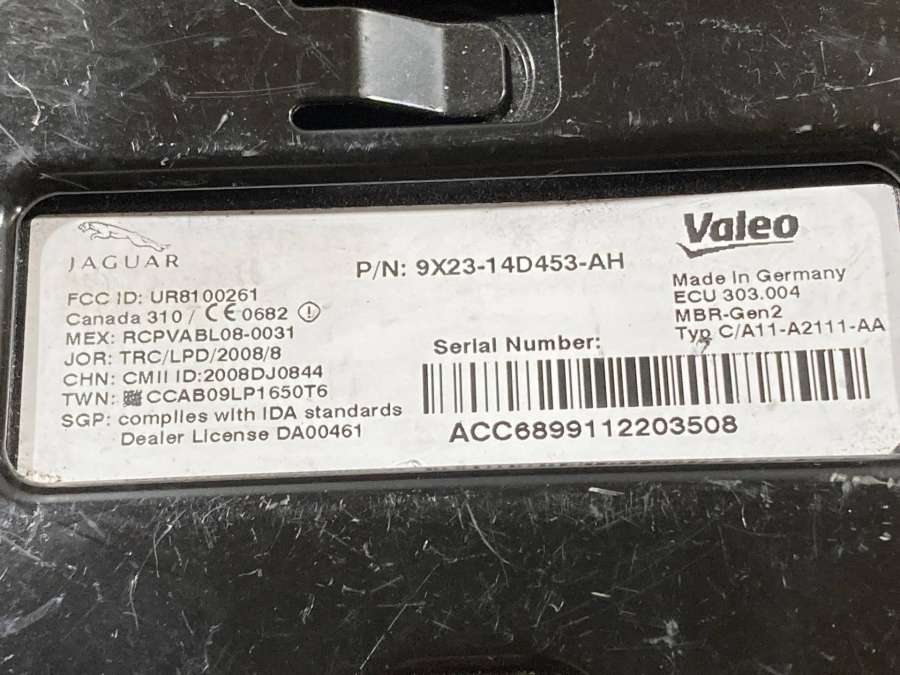 JAGUAR
FCC ID: UR8100261
Canada 310 / CE 0682
MEX: RCPVABL08-0031
JOR: TRC/LPD/2008/8
CHN: CMII ID:2008DJ0844
TWN: CCAB09LP1650T6
SGP: complies with IDA standards
Dealer License DA00461
P/N: 9X23-14D453-AH
Serial Number:
ACC6899112203508
Valeo
Made in Germany
ECU 303.004
MBR-Gen2
Typ C/A11-A2111-AA